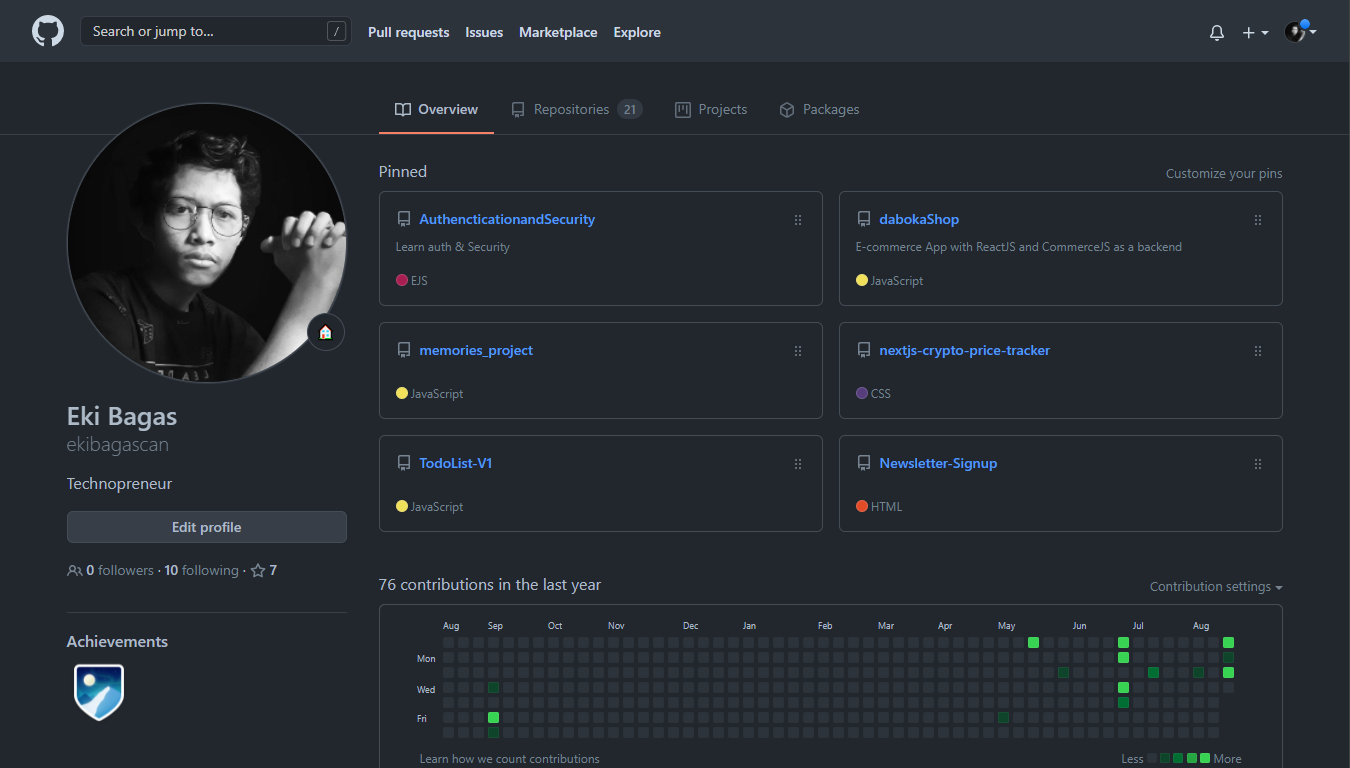 Search or jump to... /
Pull requests Issues Marketplace Explore
Overview Repositories 21 Projects Packages
Eki Bagas
ekibagascan
Technopreneur
Edit profile
0 followers · 10 following · 7
Achievements
Pinned
Customize your pins
AuthencticationandSecurity
Learn auth & Security
EJS
dabokaShop
E-commerce App with ReactJS and CommerceJS as a backend
JavaScript
memories_project
JavaScript
nextjs-crypto-price-tracker
CSS
TodoList-V1
JavaScript
Newsletter-Signup
HTML
76 contributions in the last year
Contribution settings
Aug Sep Oct Nov Dec Jan Feb Mar Apr May Jun Jul Aug
Mon
Wed
Fri
Learn how we count contributions
Less More